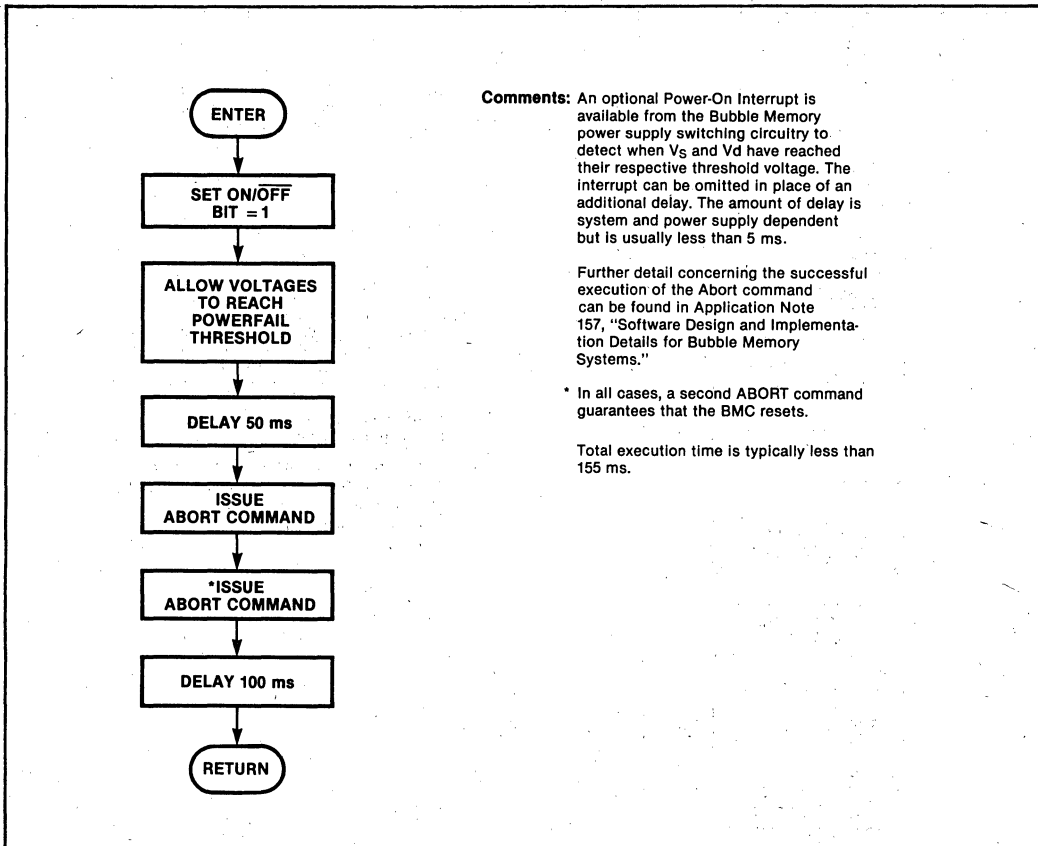 ENTER
SET ON/O̅F̅F̅
BIT = 1
ALLOW VOLTAGES
TO REACH
POWERFAIL
THRESHOLD
DELAY 50 ms
ISSUE
ABORT COMMAND
*ISSUE
ABORT COMMAND
DELAY 100 ms
RETURN
Comments: An optional Power-On Interrupt is
available from the Bubble Memory
power supply switching circuitry to
detect when VS and Vd have reached
their respective threshold voltage. The
interrupt can be omitted in place of an
additional delay. The amount of delay is
system and power supply dependent
but is usually less than 5 ms.
Further detail concerning the successful
execution of the Abort command
can be found in Application Note
157, “Software Design and Implementa-
tion Details for Bubble Memory
Systems.”
* In all cases, a second ABORT command
guarantees that the BMC resets.
Total execution time is typically less than
155 ms.